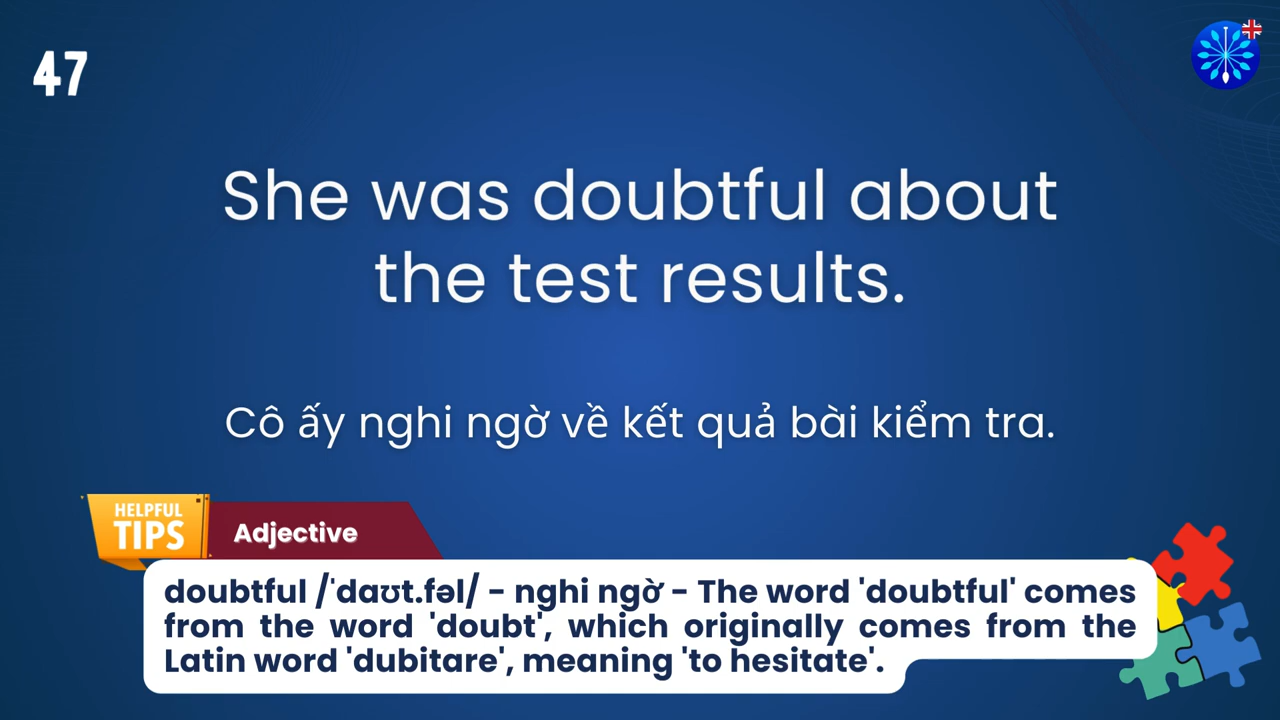 47
She was doubtful about
the test results.
Cô ấy nghi ngờ về kết quả bài kiểm tra.
HELPFUL
TIPS
Adjective
doubtful /ˈdaʊt.fəl/ - nghi ngờ - The word 'doubtful' comes
from the word 'doubt', which originally comes from the
Latin word 'dubitare', meaning 'to hesitate'.